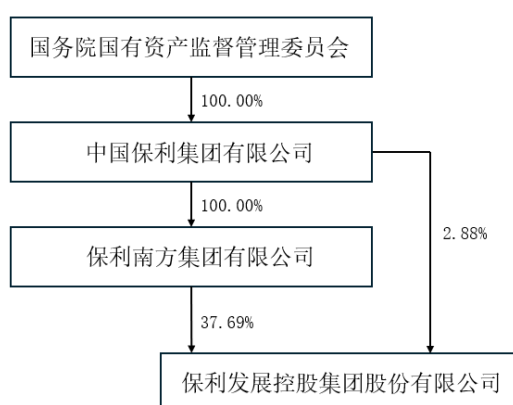 国务院国有资产监督管理委员会
100.00%
中国保利集团有限公司
100.00%
2.88%
保利南方集团有限公司
37.69%
保利发展控股集团股份有限公司